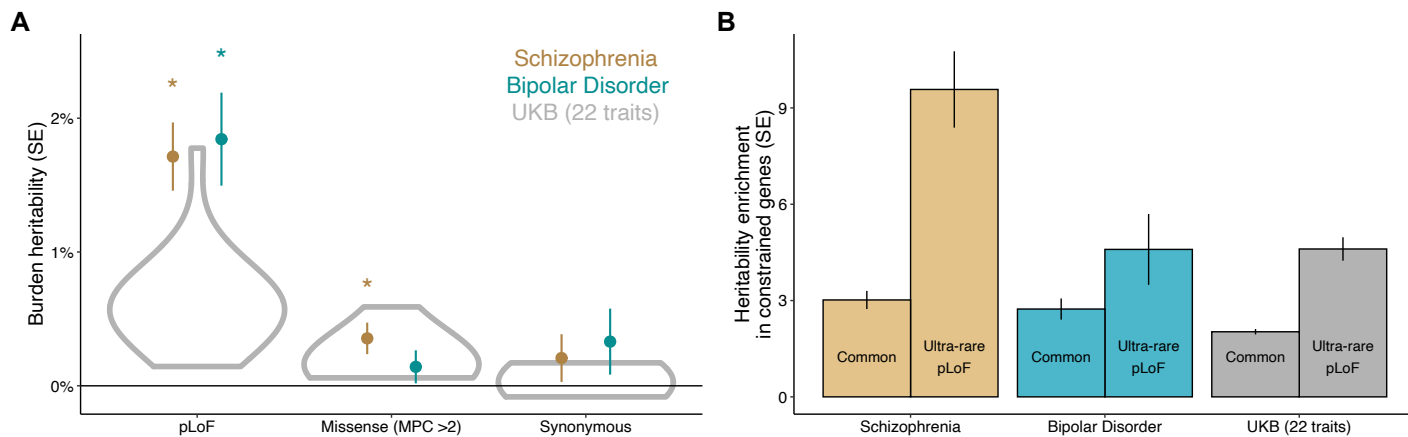 A
Burden heritability (SE)
2%
1%
0%
*
*
*
Schizophrenia
Bipolar Disorder
UKB (22 traits)
pLoF
Missense (MPC >2)
Synonymous
B
Heritability enrichment
in constrained genes (SE)
9
6
3
0
Common
Ultra-rare
pLoF
Common
Ultra-rare
pLoF
Common
Ultra-rare
pLoF
Schizophrenia
Bipolar Disorder
UKB (22 traits)